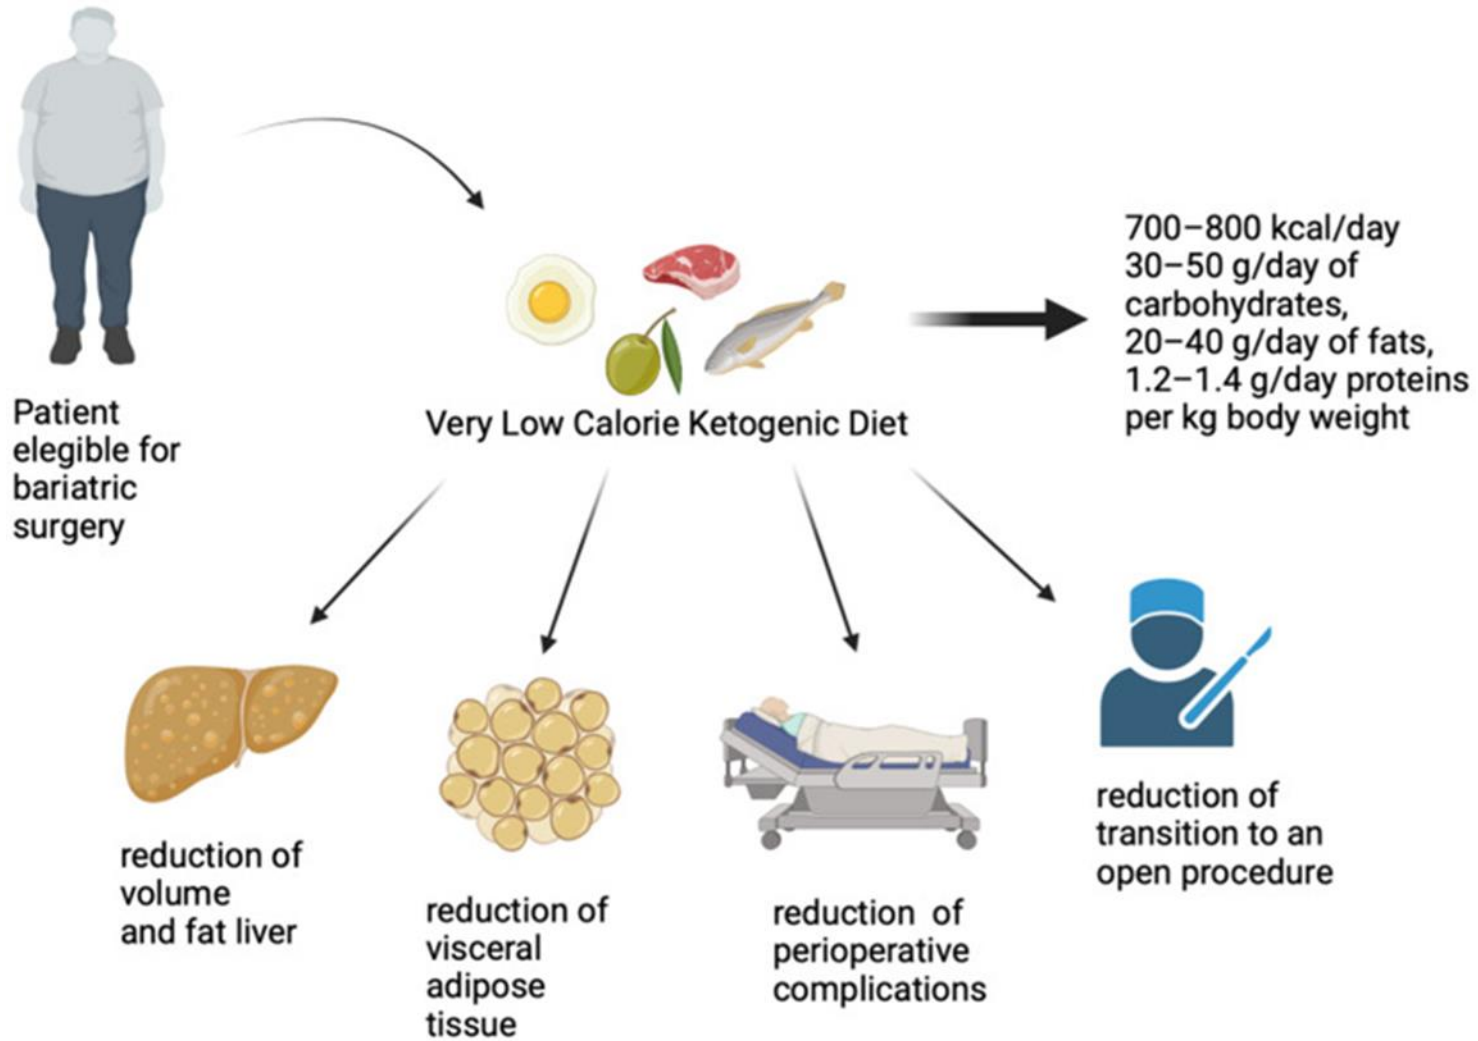 Patient
elegible for
bariatric
surgery
Very Low Calorie Ketogenic Diet
700–800 kcal/day
30–50 g/day of
carbohydrates,
20–40 g/day of fats,
1.2–1.4 g/day proteins
per kg body weight
reduction of
volume
and fat liver
reduction of
visceral
adipose
tissue
reduction of
perioperative
complications
reduction of
transition to an
open procedure